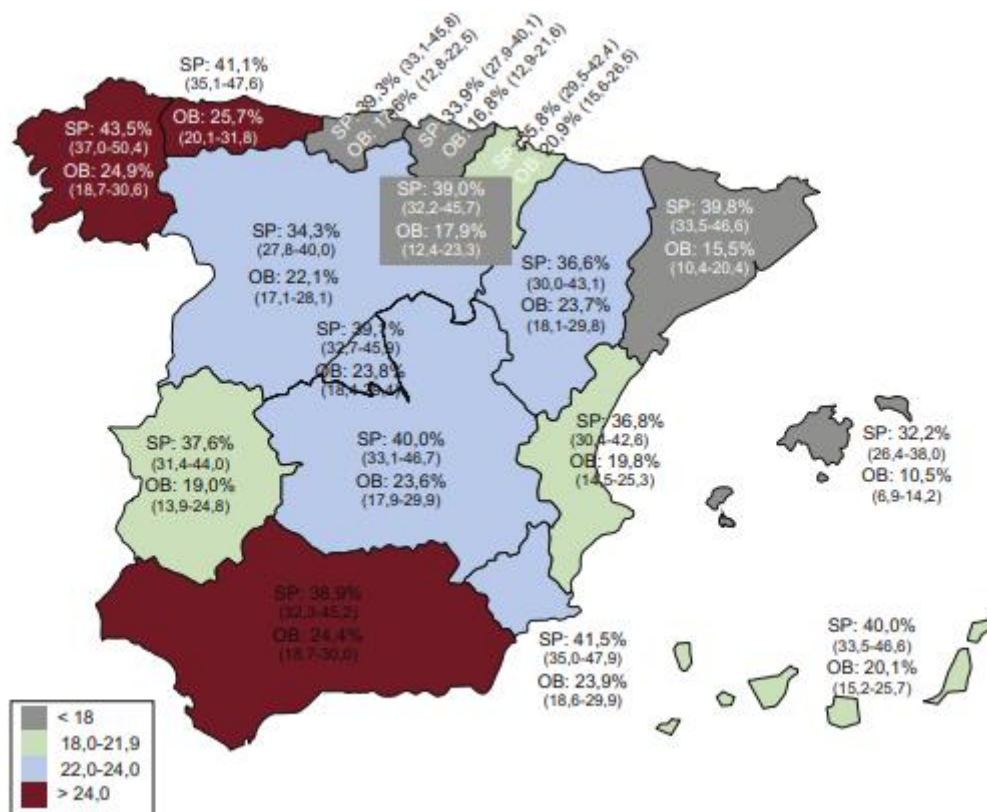 SP: 39,3% (33,1-45,8)
OB: 17,6% (12,8-22,5)
SP: 33,9% (27,9-40,1)
OB: 16,8% (12,9-21,6)
SP: 35,8% (29,5-42,4)
OB: 20,9% (15,6-26,5)
SP: 41,1%
(35,1-47,6)
OB: 25,7%
(20,1-31,8)
SP: 43,5%
(37,0-50,4)
OB: 24,9%
(18,7-30,6)
SP: 39,0%
(32,2-45,7)
OB: 17,9%
(12,4-23,3)
SP: 39,8%
(33,5-46,6)
OB: 15,5%
(10,4-20,4)
SP: 34,3%
(27,8-40,0)
OB: 22,1%
(17,1-28,1)
SP: 36,6%
(30,0-43,1)
OB: 23,7%
(18,1-29,8)
SP: 39,1%
(32,7-45,9)
OB: 23,8%
SP: 37,6%
(31,4-44,0)
OB: 19,0%
(13,9-24,8)
SP: 40,0%
(33,1-46,7)
OB: 23,6%
(17,9-29,9)
SP: 36,8%
(30,4-42,6)
OB: 19,8%
(14,5-25,3)
SP: 32,2%
(26,4-38,0)
OB: 10,5%
(6,9-14,2)
SP: 38,9%
(32,3-45,2)
OB: 24,4%
(18,7-30,0)
SP: 41,5%
(35,0-47,9)
OB: 23,9%
(18,6-29,9)
SP: 40,0%
(33,5-46,6)
OB: 20,1%
(15,2-25,7)
< 18
18,0-21,9
22,0-24,0
> 24,0